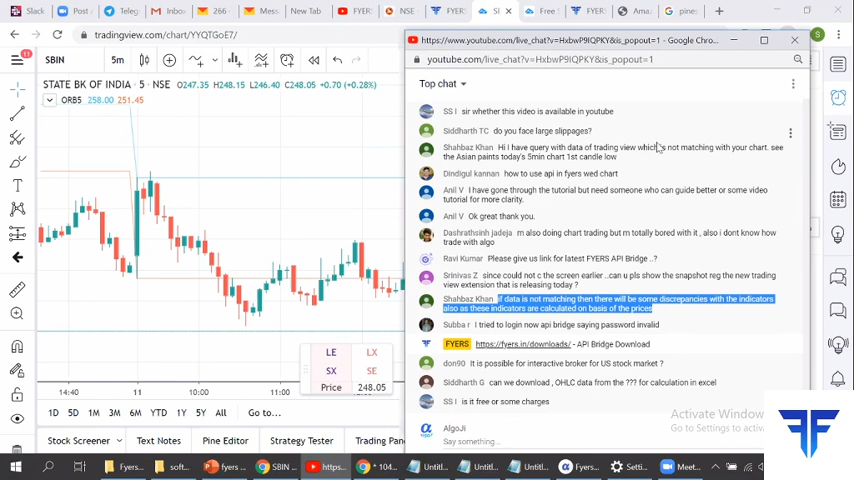 Slack
Post a
Teleg
Inbo
266
Messa
New Tab
FYERS
NSE
FYE
SI
Free
FYE
Ama
pines
tradingview.com/chart/YYQTGoE7/
https://www.youtube.com/live_chat?v=HxbwP9IQPKY&is_popout=1 - Google Chro...
youtube.com/live_chat?v=HxbwP9IQPKY&is_popout=1
11
SBIN
5m
STATE BK OF INDIA · 5 · NSE
O247.35 H248.15 L246.40 C248.05 +0.70 (+0.28%)
ORB5 258.00 251.45
Top chat
SS I sir whether this video is available in youtube
Siddharth TC do you face large slippages?
Shahbaz Khan Hi I have query with data of trading view which is not matching with your chart. see
the Asian paints today's 5min chart 1st candle low
Dindigul kannan how to use api in fyers wed chart
Anil V I have gone through the tutorial but need someone who can guide better or some video
tutorial for more clarity.
Anil V Ok great thank you.
Dashrathsinh jadeja m also doing chart trading but m totally bored with it , also i dont know how
trade with algo
Ravi Kumar Please give us link for latest FYERS API Bridge ..?
Srinivas Z since could not c the screen earlier ..can u pls show the snapshot reg the new trading
view extension that is releasing today ?
Shahbaz Khan if data is not matching then there will be some discrepancies with the indicators
also as these indicators are calculated on basis of the prices
Subba r I tried to login now api bridge saying password invalid
FYERS https://fyers.in/downloads/ - API Bridge Download
don90 It is possible for interactive broker for US stock market ?
Siddharth G can we download , OHLC data from the ??? for calculation in excel
SS I is it free or some charges
AlgoJi
Say something...
LE LX
SX SE
Price 248.05
14:40 11 10:00 11:00
1D 5D 1M 3M 6M YTD 1Y 5Y All Go to...
Activate Window
Go to Settings to activa
Stock Screener Text Notes Pine Editor Strategy Tester Trading Pan
Fyers... soft... fyers ... SBIN ... https... * 104... Untitl... Untitl... Untitl... Fyers... Setti... Meet...